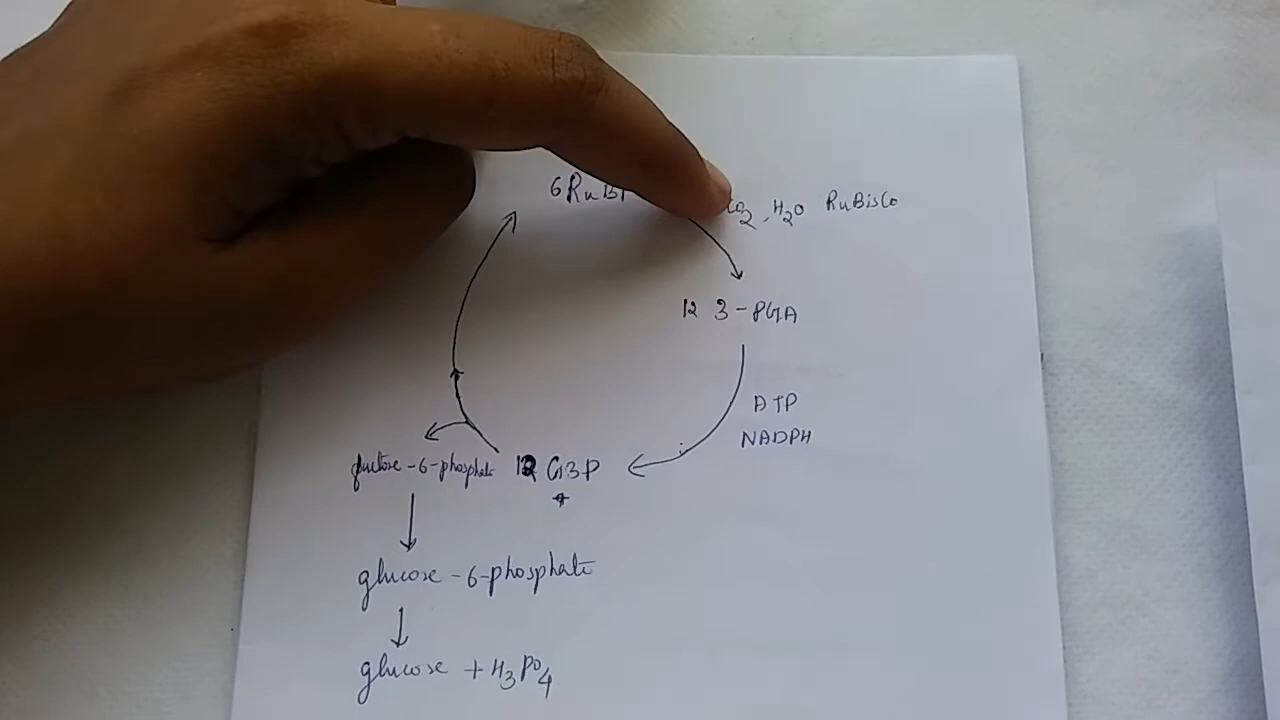 6 RuBP
CO2, H2O RuBisCo
12 3-PGA
ATP
NADPH
fructose-6-phosphate 12 G3P
glucose-6-phosphate
glucose + H3PO4